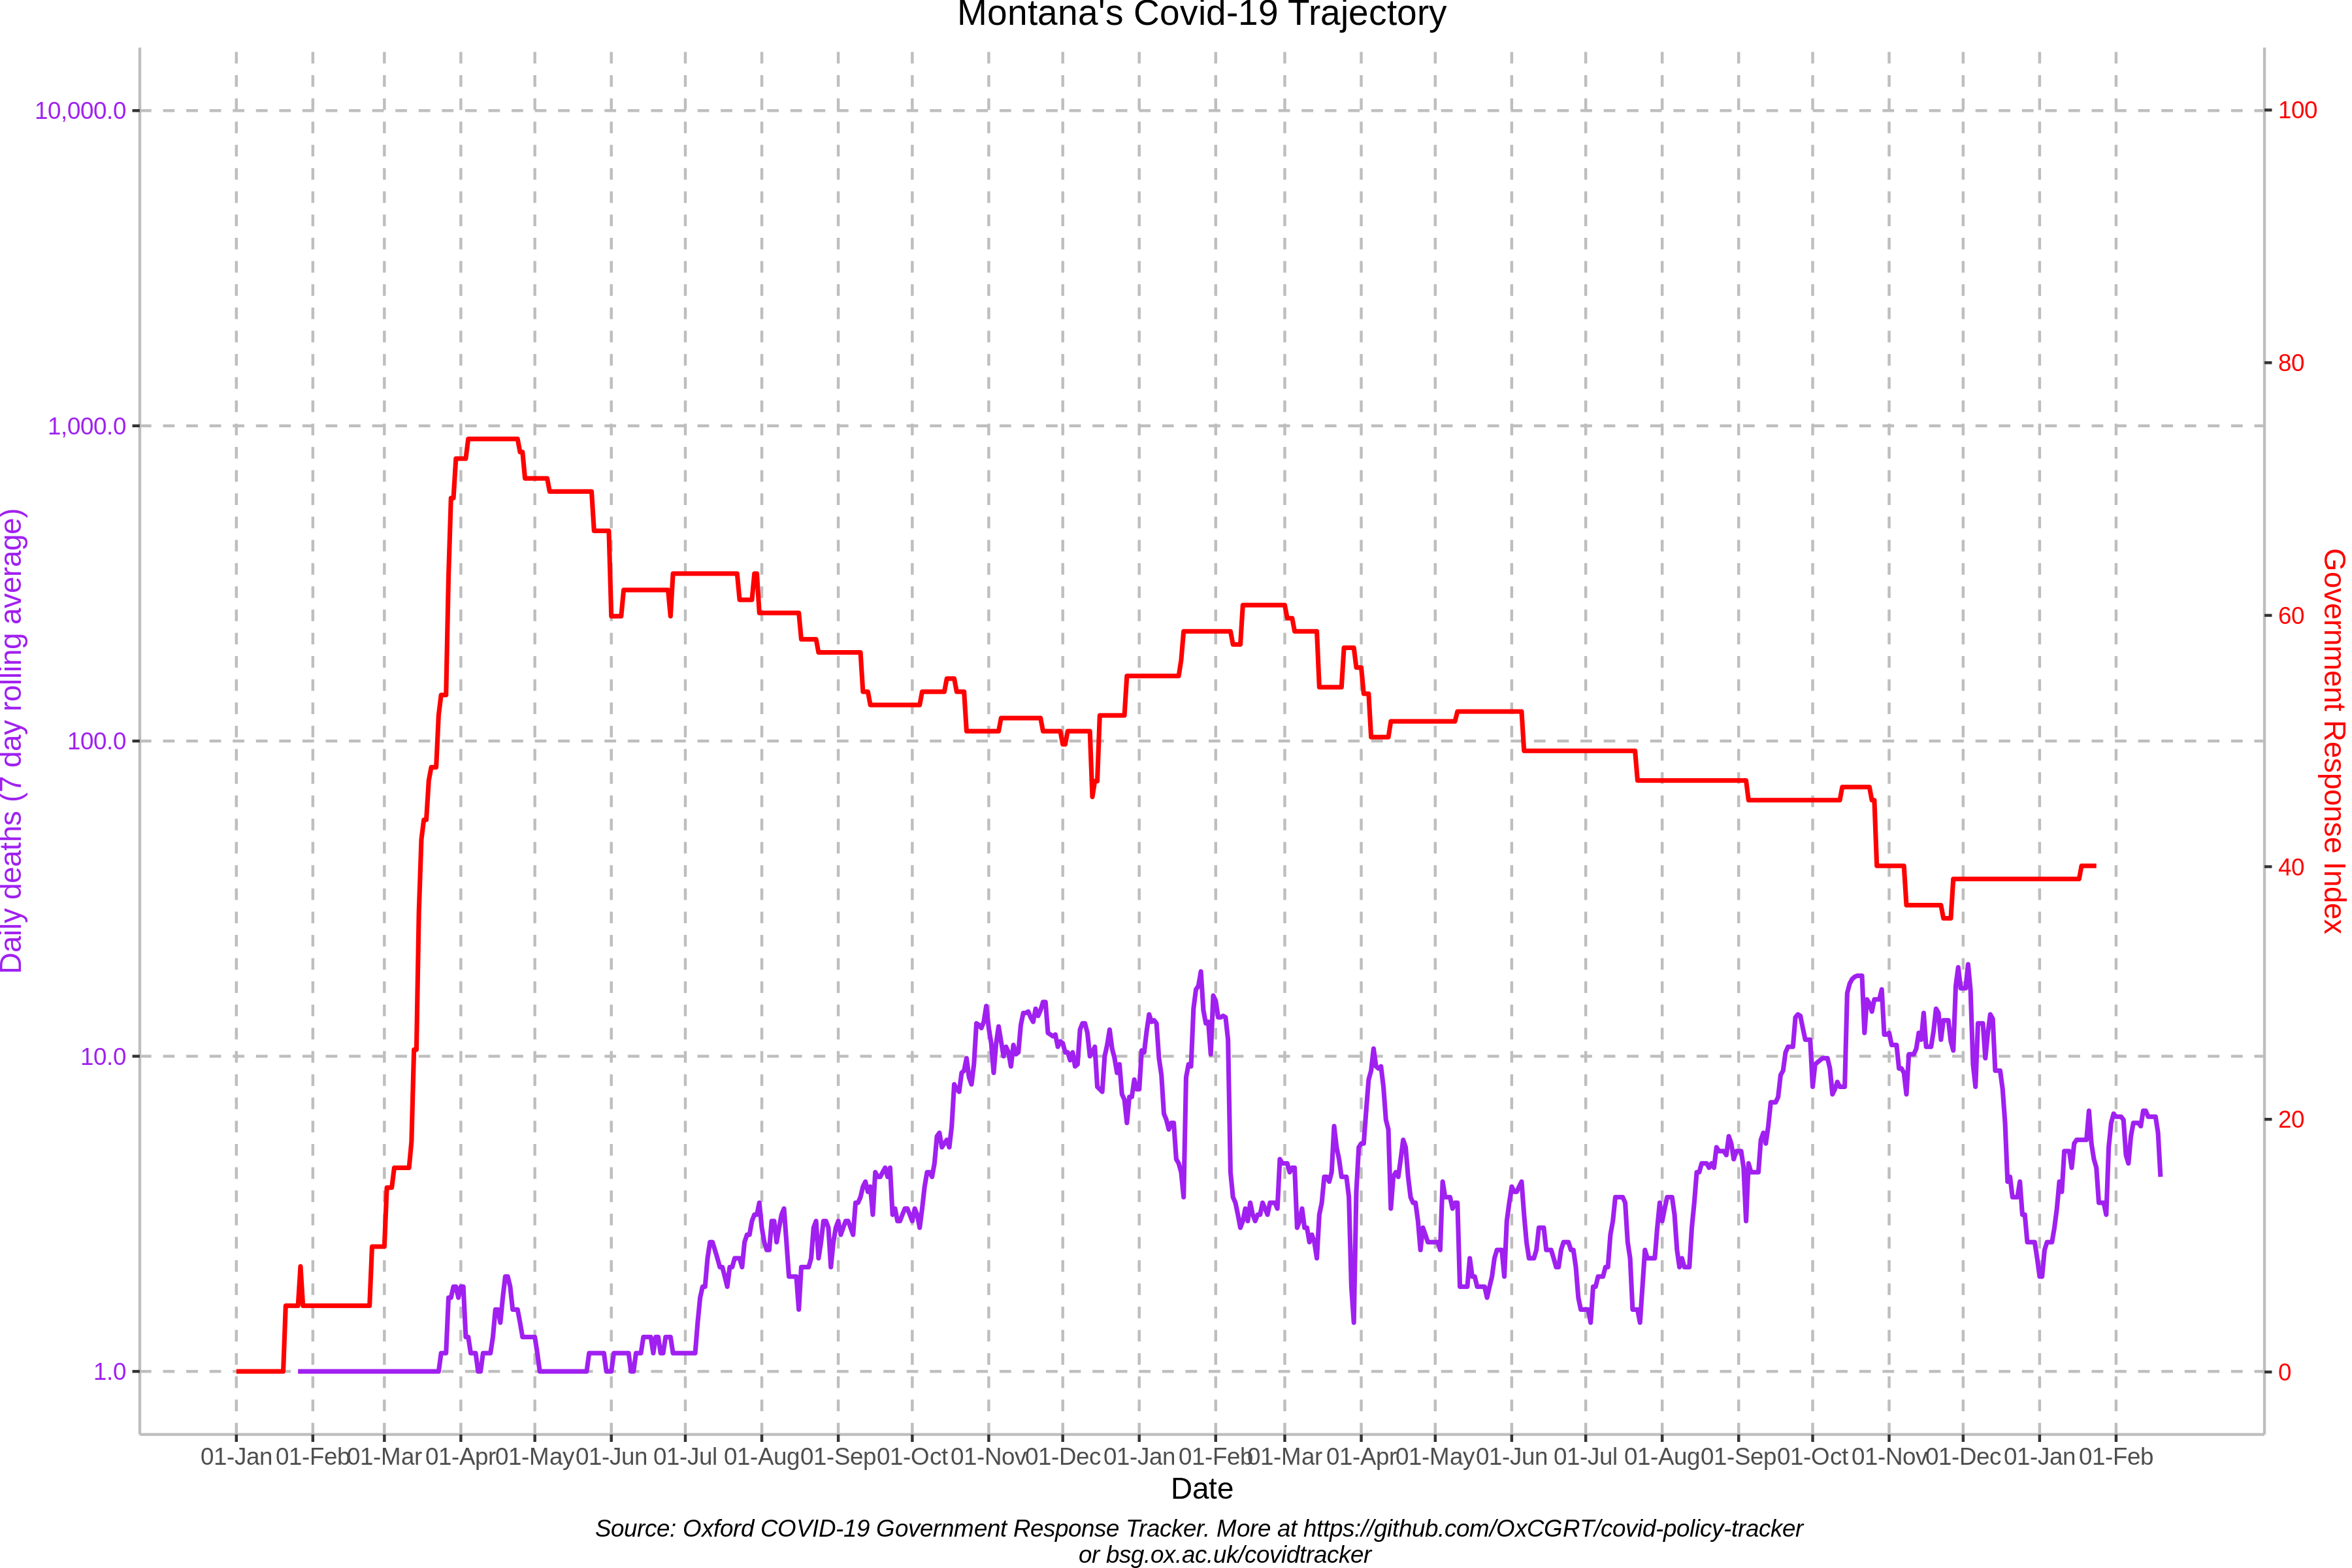 Montana's Covid-19 Trajectory
Daily deaths (7 day rolling average)
10,000.0
1,000.0
100.0
10.0
1.0
100
80
60
40
20
0
Government Response Index
01-Jan 01-Feb 01-Mar 01-Apr 01-May 01-Jun 01-Jul 01-Aug 01-Sep 01-Oct 01-Nov 01-Dec 01-Jan 01-Feb 01-Mar 01-Apr 01-May 01-Jun 01-Jul 01-Aug 01-Sep 01-Oct 01-Nov 01-Dec 01-Jan 01-Feb
Date
Source: Oxford COVID-19 Government Response Tracker. More at https://github.com/OxCGRT/covid-policy-tracker
or bsg.ox.ac.uk/covidtracker